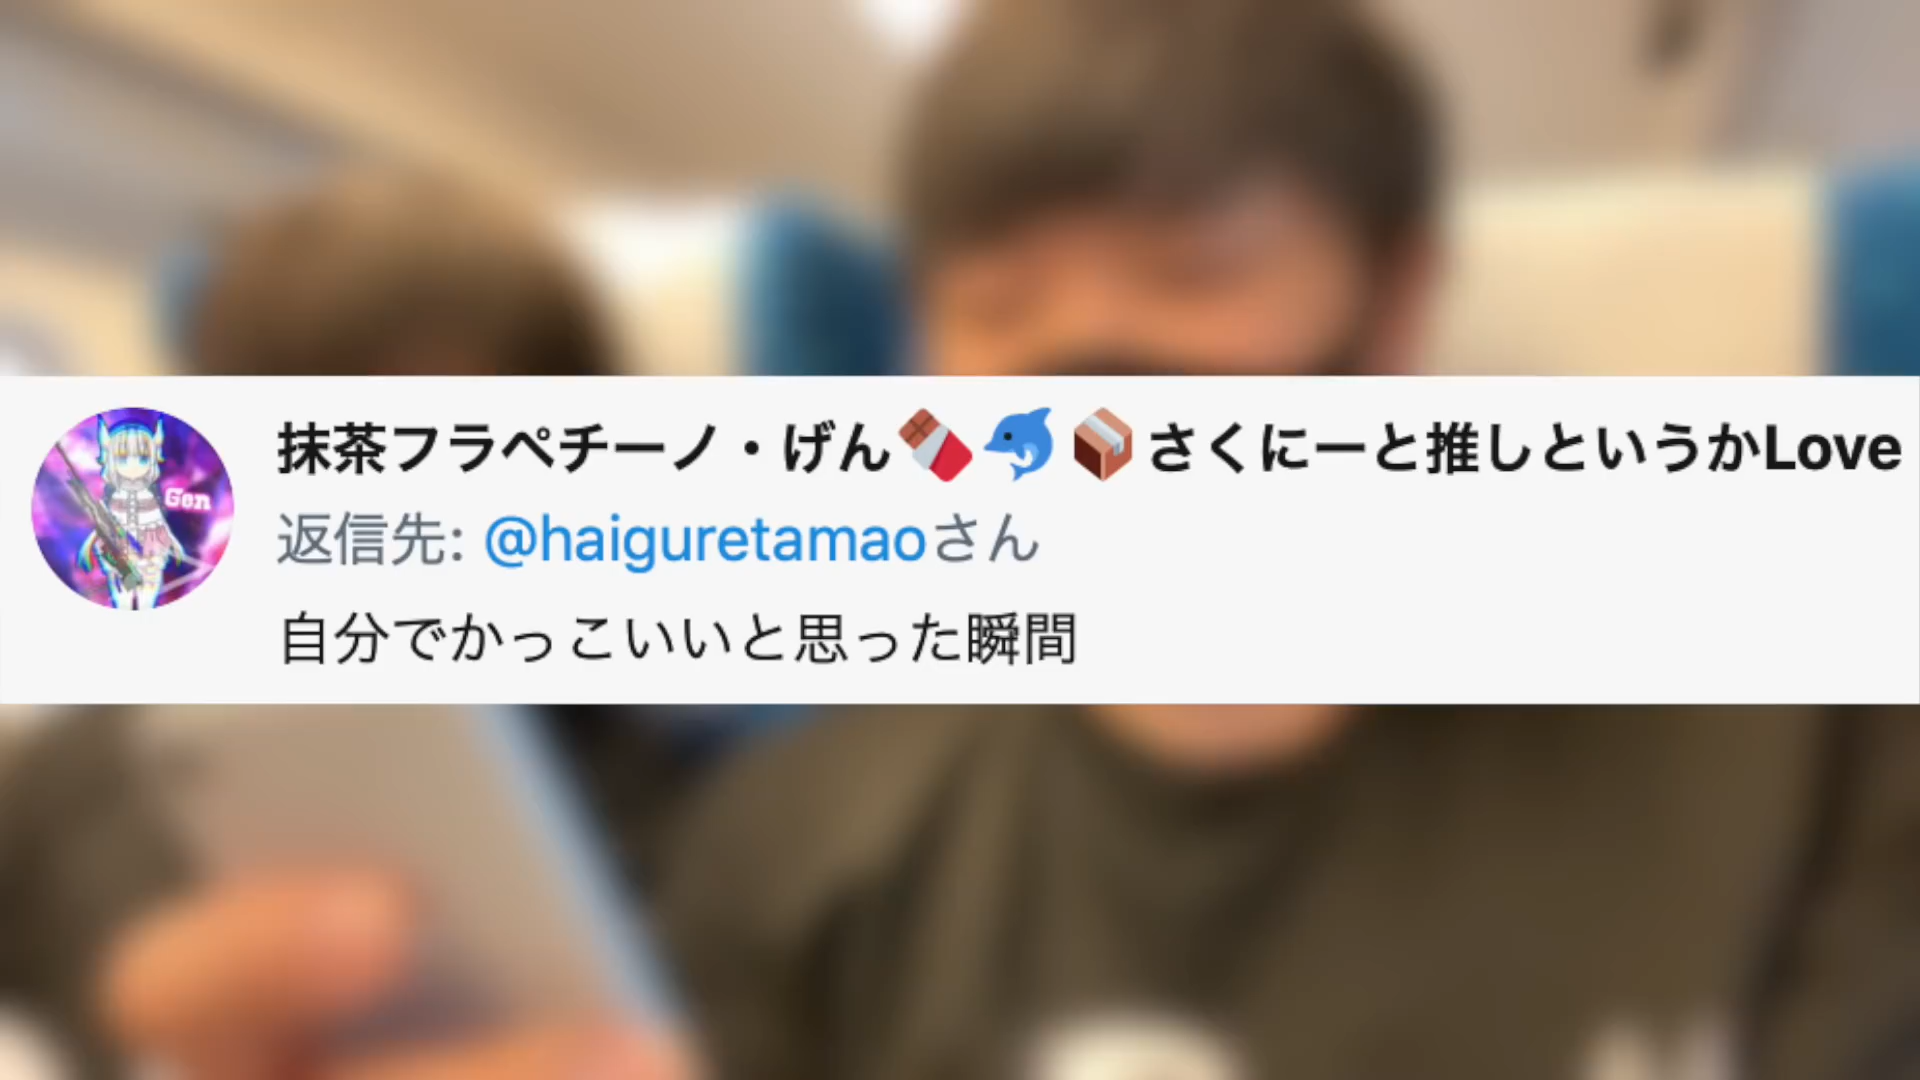 抹茶フラペチーノ・げん🍫🐬📦さくにーと推しというかLove
Gen
返信先: @haiguretamaoさん
自分でかっこいいと思った瞬間